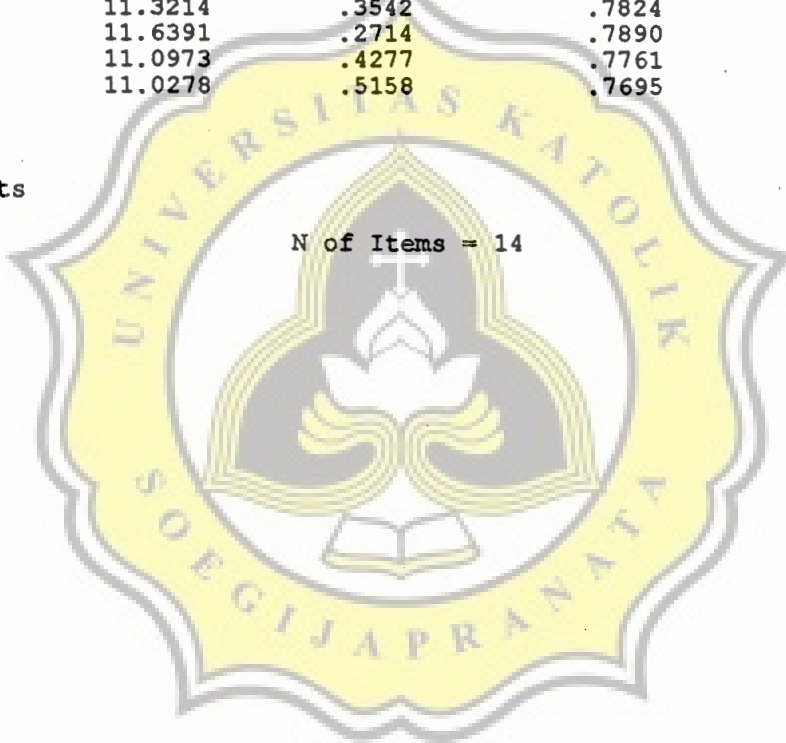 11.3214 .3542 .7824
11.6391 .2714 .7890
11.0973 .4277 .7761
11.0278 .5158 .7695
ts
N of Items = 14
UNIVERSITAS KATOLIK
SOEGIJAPRANATA